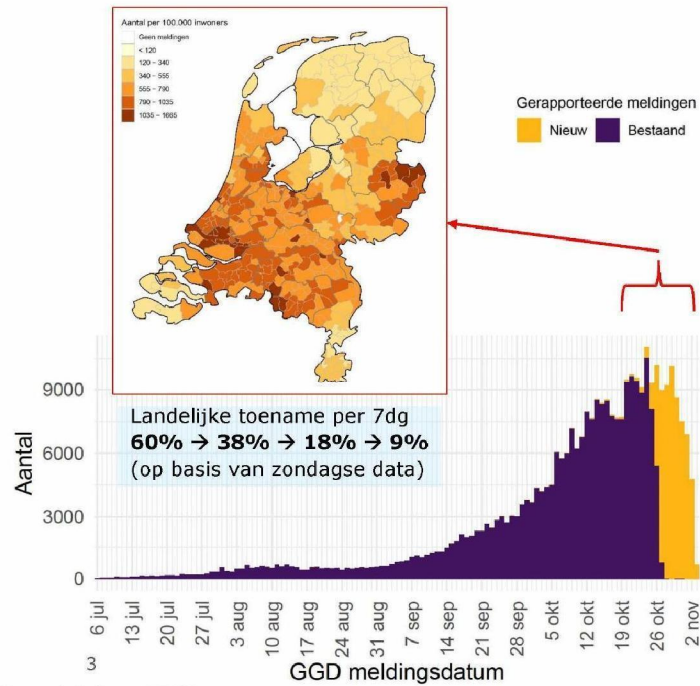 Aantal per 100.000 inwoners
Geen meldingen
< 120
120 – 340
340 – 555
555 – 790
790 – 1035
1035 – 1665
Gerapporteerde meldingen
Nieuw
Bestaand
Landelijke toename per 7dg
60% → 38% → 18% → 9%
(op basis van zondagse data)
Aantal
9000
6000
3000
0
6 jul
13 jul
20 jul
27 jul
3 aug
10 aug
17 aug
24 aug
31 aug
7 sep
14 sep
21 sep
28 sep
5 okt
12 okt
19 okt
26 okt
2 nov
3
GGD meldingsdatum